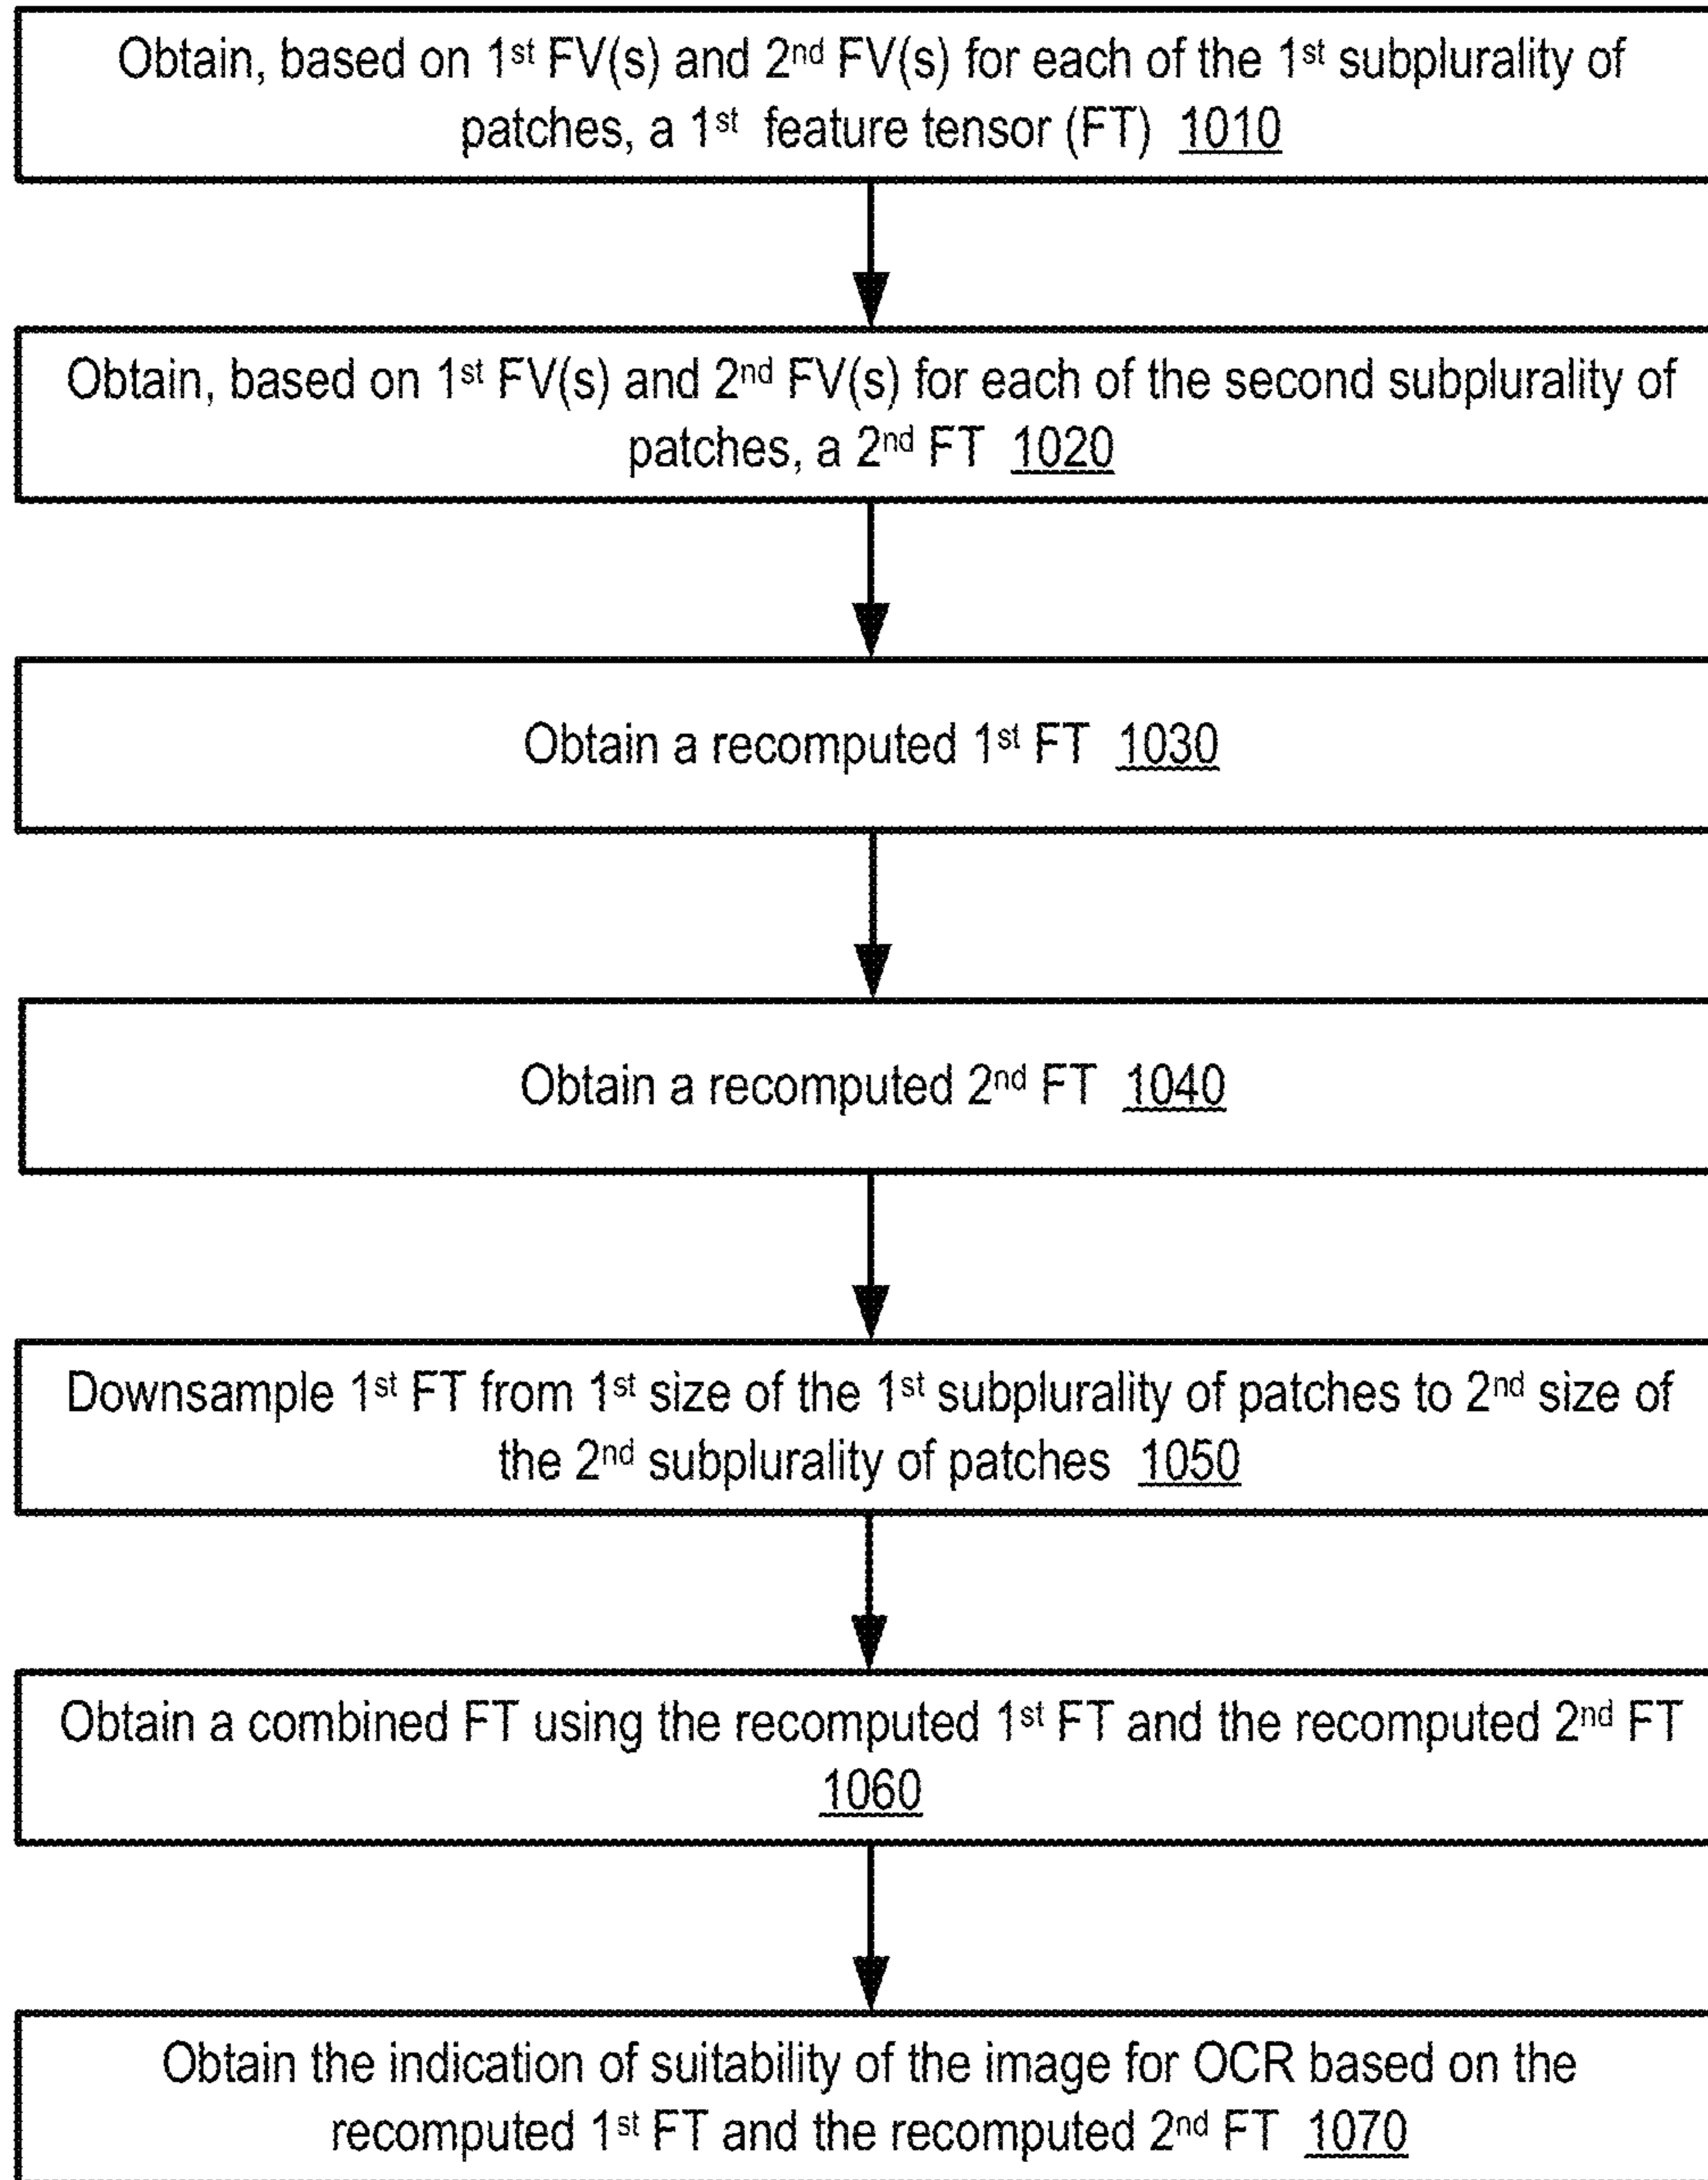 Obtain, based on 1st FV(s) and 2nd FV(s) for each of the 1st subplurality of
patches, a 1st feature tensor (FT) 1010
Obtain, based on 1st FV(s) and 2nd FV(s) for each of the second subplurality of
patches, a 2nd FT 1020
Obtain a recomputed 1st FT 1030
Obtain a recomputed 2nd FT 1040
Downsample 1st FT from 1st size of the 1st subplurality of patches to 2nd size of
the 2nd subplurality of patches 1050
Obtain a combined FT using the recomputed 1st FT and the recomputed 2nd FT
1060
Obtain the indication of suitability of the image for OCR based on the
recomputed 1st FT and the recomputed 2nd FT 1070